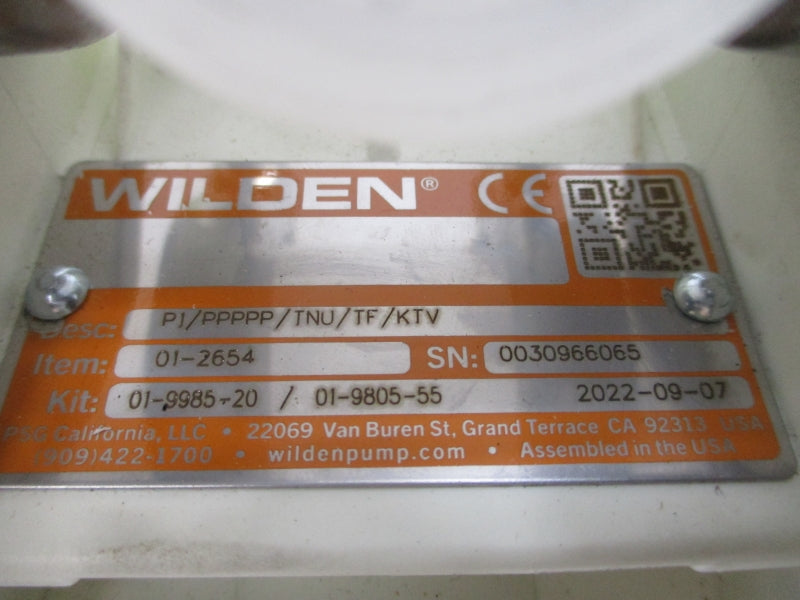 WILDEN® CE
Desc: P1/PPPPP/TNU/TF/KTV
Item: 01-2654 SN: 0030966065
Kit: 01-9985-20 / 01-9805-55 2022-09-07
PSG California, LLC • 22069 Van Buren St, Grand Terrace CA 92313 USA
(909)422-1700 • wildenpump.com • Assembled in the USA